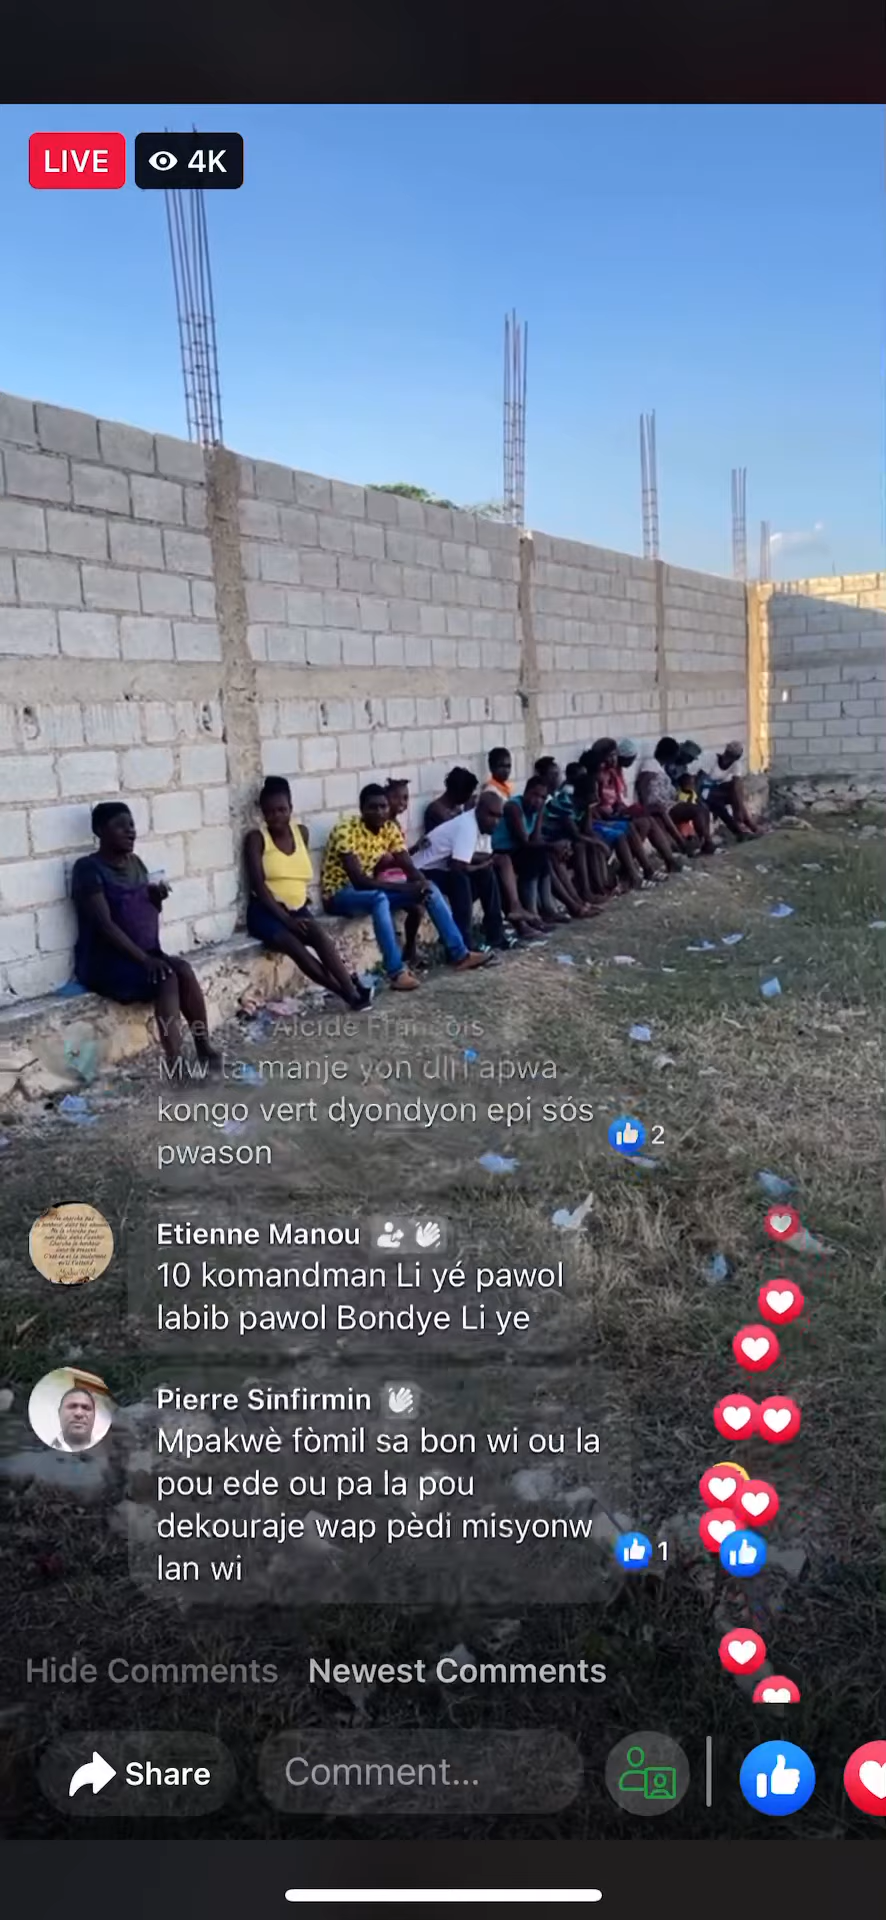 LIVE 4K
Alcide François
Mw ta manje yon diri apwa
kongo vert dyondyon epi sós
pwason
2
Etienne Manou
10 komandman Li yé pawol
labib pawol Bondye Li ye
Pierre Sinfirmin
Mpakwè fòmil sa bon wi ou la
pou ede ou pa la pou
dekouraje wap pèdi misyonw
lan wi
1
Hide Comments Newest Comments
Share Comment...